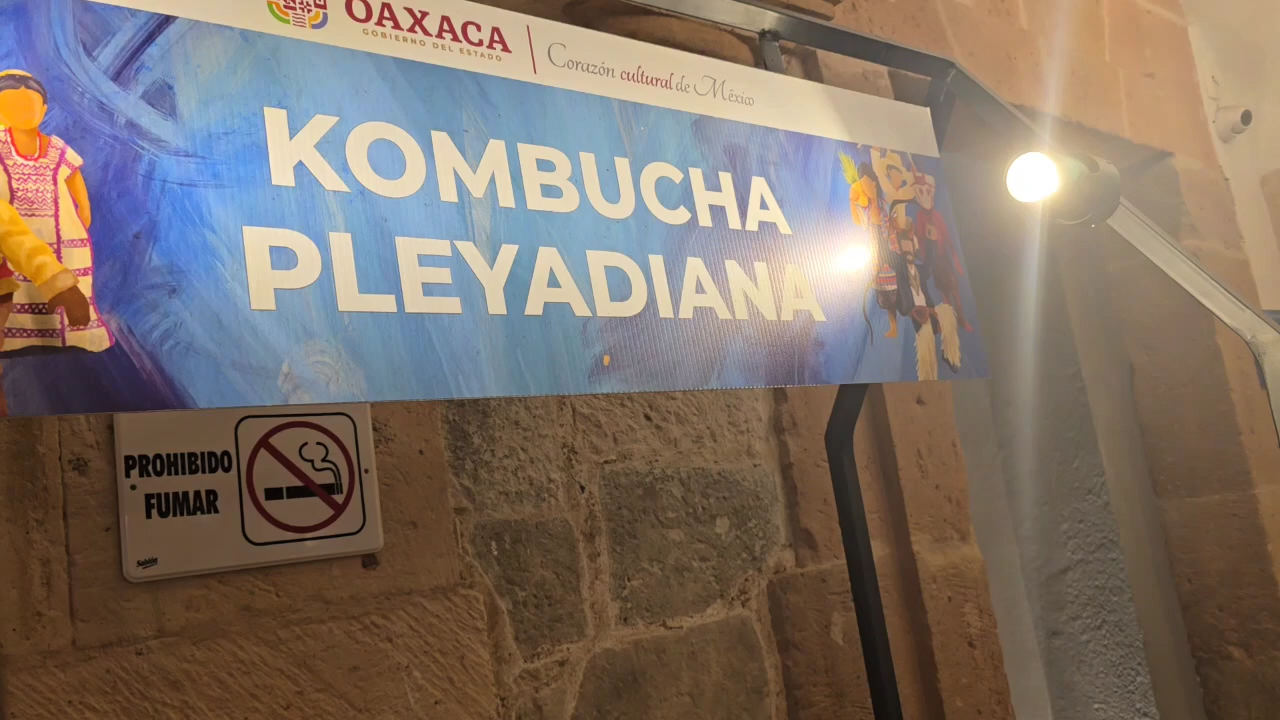 OAXACA
GOBIERNO DEL ESTADO
Corazón cultural de México
KOMBUCHA
PLEYADIANA
PROHIBIDO
FUMAR